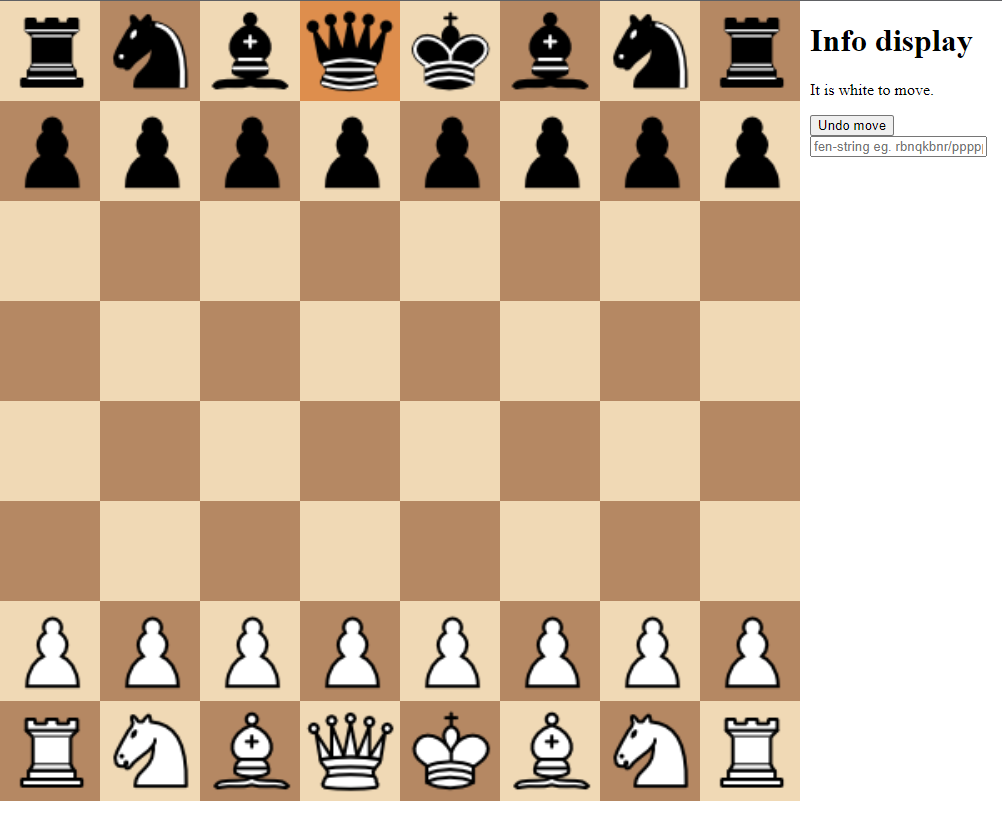 Info display
It is white to move.
Undo move
fen-string eg. rbnqkbnr/pppp